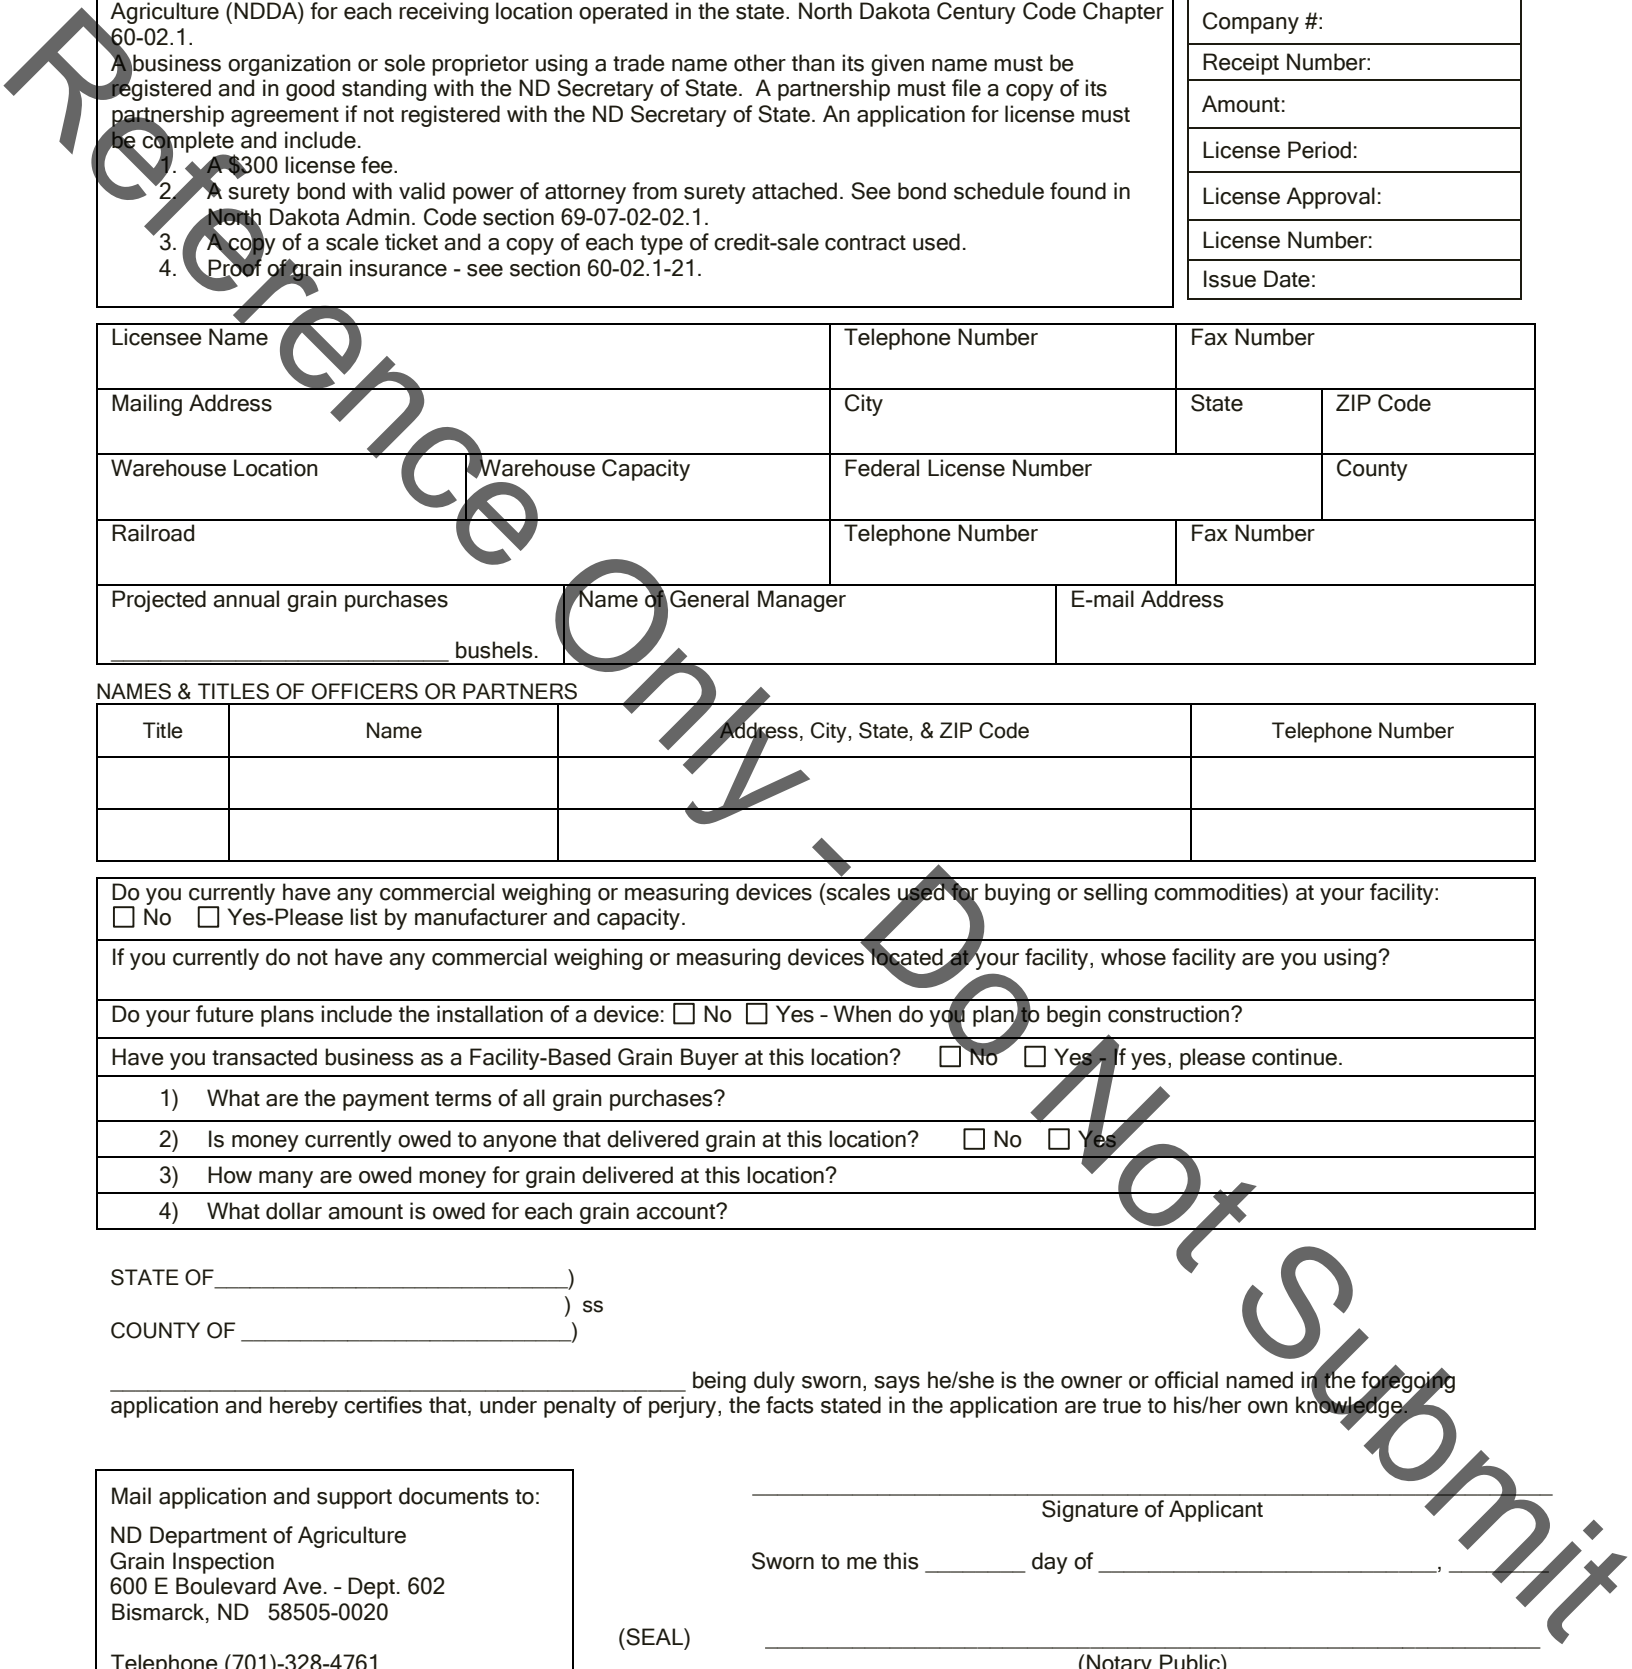 Agriculture (NDDA) for each receiving location operated in the state. North Dakota Century Code Chapter
60-02.1.
A business organization or sole proprietor using a trade name other than its given name must be
registered and in good standing with the ND Secretary of State.  A partnership must file a copy of its
partnership agreement if not registered with the ND Secretary of State. An application for license must
be complete and include.
1. A $300 license fee.
2. A surety bond with valid power of attorney from surety attached. See bond schedule found in
North Dakota Admin. Code section 69-07-02-02.1.
3. A copy of a scale ticket and a copy of each type of credit-sale contract used.
4. Proof of grain insurance - see section 60-02.1-21.
Company #:
Receipt Number:
Amount:
License Period:
License Approval:
License Number:
Issue Date:
Licensee Name Telephone Number Fax Number
Mailing Address City State ZIP Code
Warehouse Location Warehouse Capacity Federal License Number County
Railroad Telephone Number Fax Number
Projected annual grain purchases Name of General Manager E-mail Address
___________________________ bushels.
NAMES & TITLES OF OFFICERS OR PARTNERS
Title Name Address, City, State, & ZIP Code Telephone Number
Do you currently have any commercial weighing or measuring devices (scales used for buying or selling commodities) at your facility:
☐ No ☐ Yes-Please list by manufacturer and capacity.
If you currently do not have any commercial weighing or measuring devices located at your facility, whose facility are you using?
Do your future plans include the installation of a device: ☐ No ☐ Yes - When do you plan to begin construction?
Have you transacted business as a Facility-Based Grain Buyer at this location? ☐ No ☐ Yes - If yes, please continue.
1) What are the payment terms of all grain purchases?
2) Is money currently owed to anyone that delivered grain at this location? ☐ No ☐ Yes
3) How many are owed money for grain delivered at this location?
4) What dollar amount is owed for each grain account?
STATE OF____________________________)
) ss
COUNTY OF __________________________)
______________________________________________ being duly sworn, says he/she is the owner or official named in the foregoing
application and hereby certifies that, under penalty of perjury, the facts stated in the application are true to his/her own knowledge.
Mail application and support documents to:
ND Department of Agriculture
Grain Inspection
600 E Boulevard Ave. - Dept. 602
Bismarck, ND   58505-0020
Telephone (701)-328-4761
Signature of Applicant
Sworn to me this ________ day of ___________________________, ________
(SEAL)
(Notary Public)
Reference Only - Do Not Submit